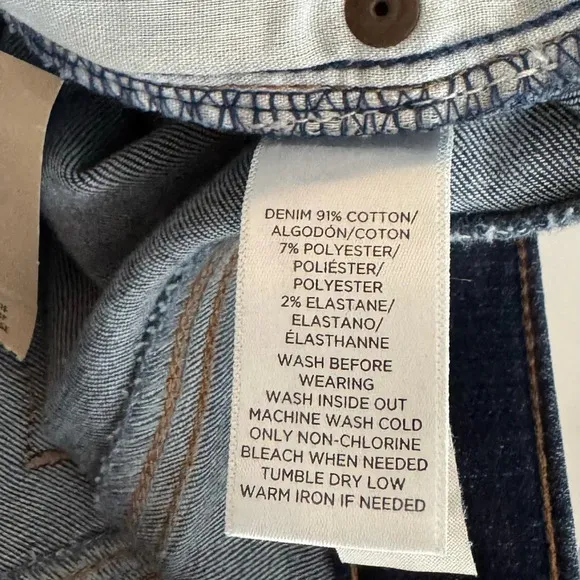 DENIM 91% COTTON/
ALGODÓN/COTON
7% POLYESTER/
POLIÉSTER/
POLYESTER
2% ELASTANE/
ELASTANO/
ÉLASTHANNE
WASH BEFORE
WEARING
WASH INSIDE OUT
MACHINE WASH COLD
ONLY NON-CHLORINE
BLEACH WHEN NEEDED
TUMBLE DRY LOW
WARM IRON IF NEEDED